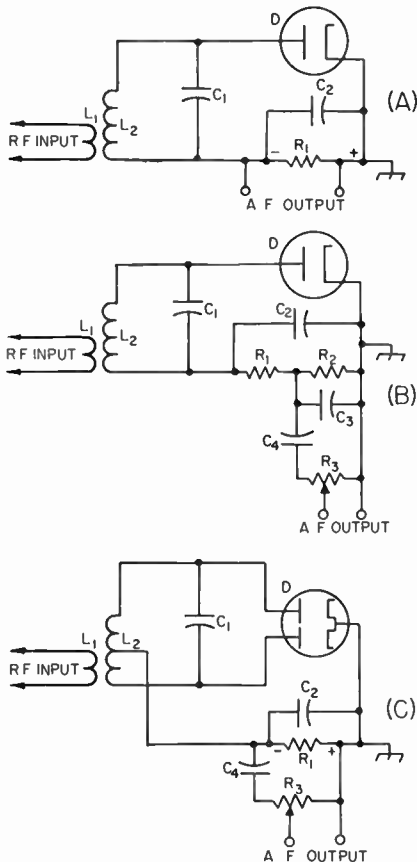 D
(A)
C1
C2
L1
L2
RF INPUT
- R1 +
A F OUTPUT
D
C1
L1
L2
C2
RF INPUT
R1 R2
(B)
C3
C4
R3
A F OUTPUT
D
L1
L2
C1
RF INPUT
C2
(C)
- R1 +
C4
R3
A F OUTPUT